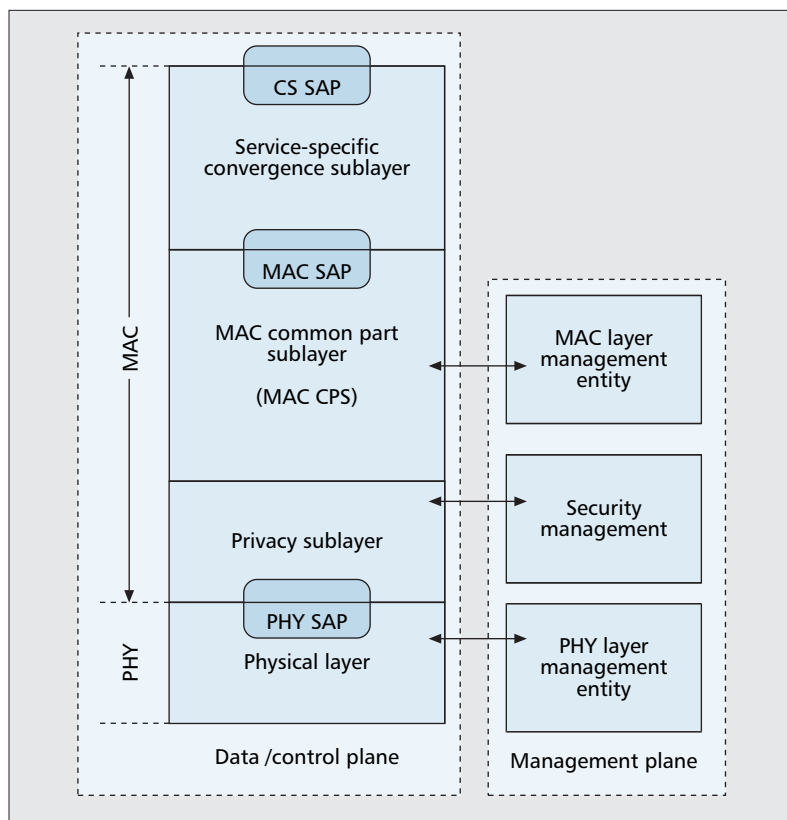 CS SAP
Service-specific
convergence sublayer
MAC SAP
MAC common part
sublayer
(MAC CPS)
Privacy sublayer
PHY SAP
Physical layer
MAC
PHY
Data /control plane
MAC layer
management
entity
Security
management
PHY layer
management
entity
Management plane